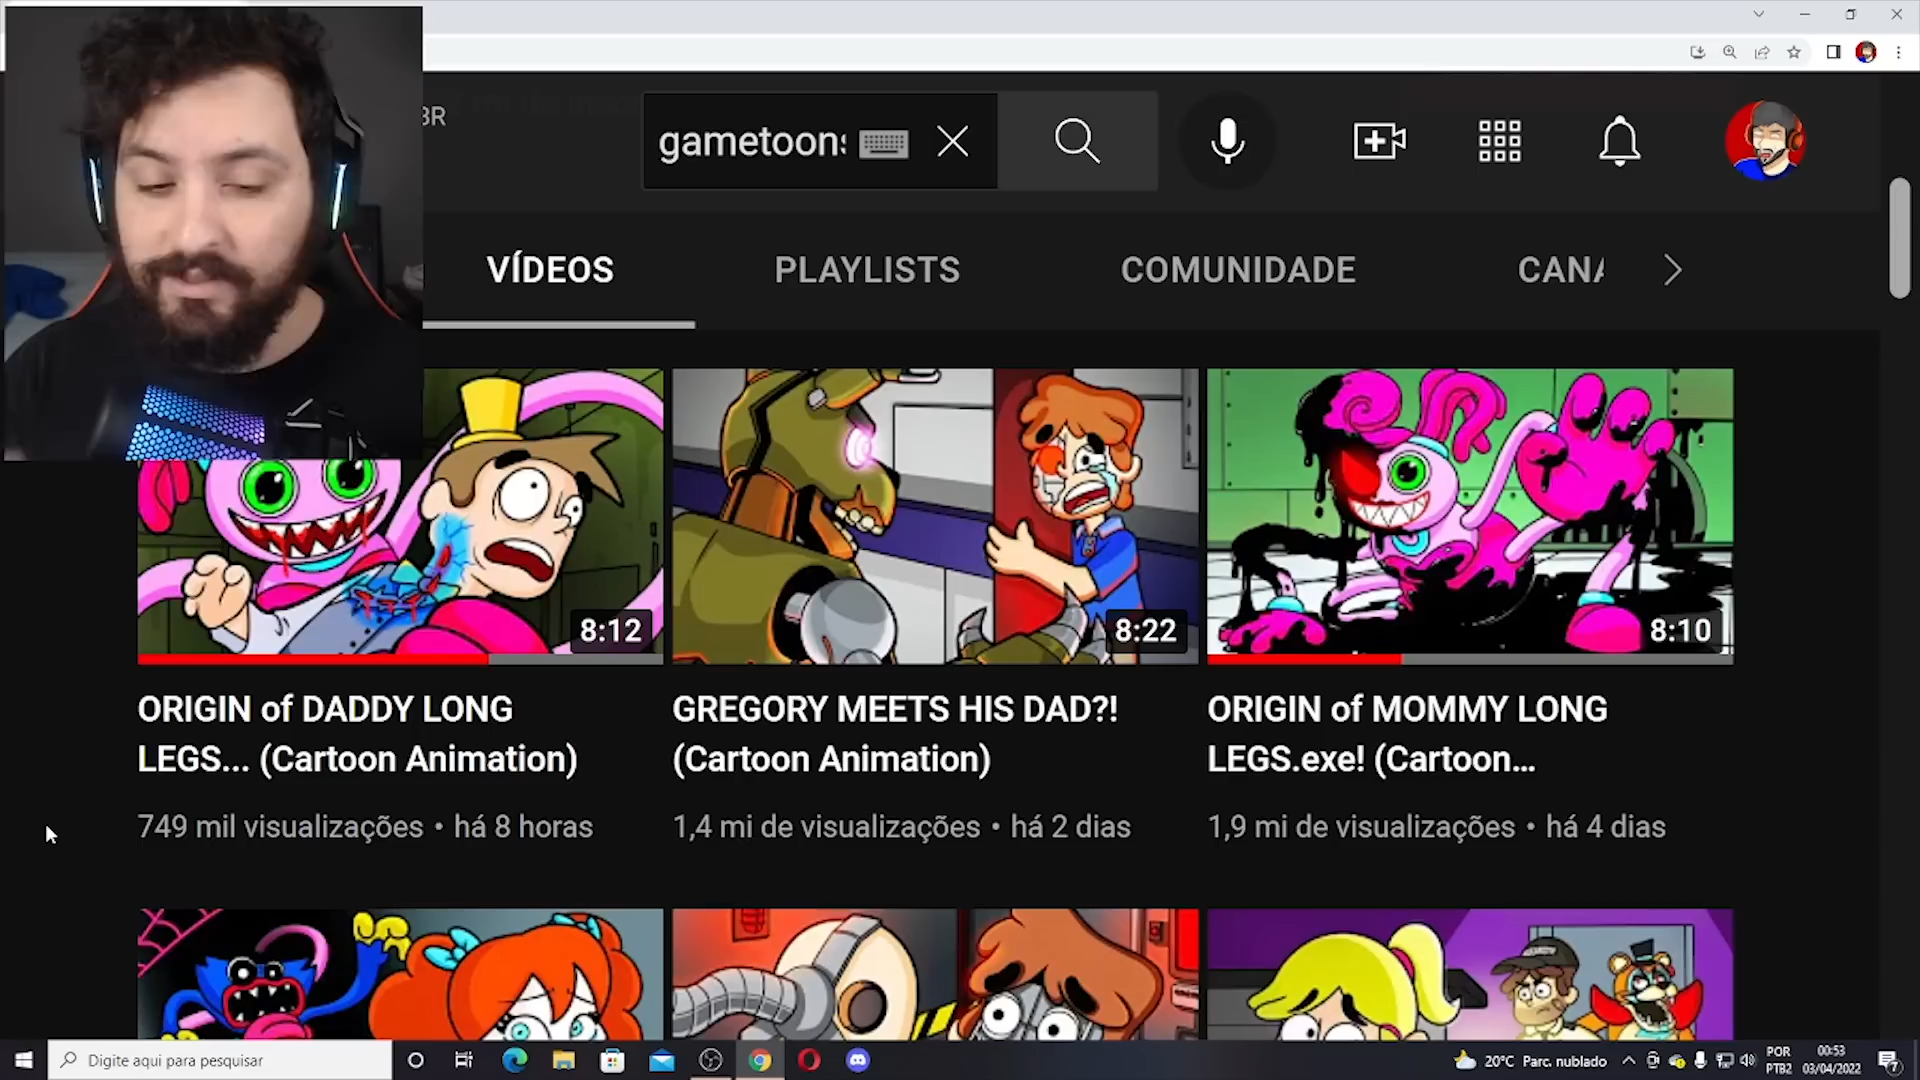 BR
gametoons
VÍDEOS
PLAYLISTS
COMUNIDADE
CANA
8:12
8:22
8:10
ORIGIN of DADDY LONG
LEGS... (Cartoon Animation)
749 mil visualizações • há 8 horas
GREGORY MEETS HIS DAD?!
(Cartoon Animation)
1,4 mi de visualizações • há 2 dias
ORIGIN of MOMMY LONG
LEGS.exe! (Cartoon...
1,9 mi de visualizações • há 4 dias
Digite aqui para pesquisar
20°C Parc. nublado
POR
PTB2
00:53
03/04/2022
7